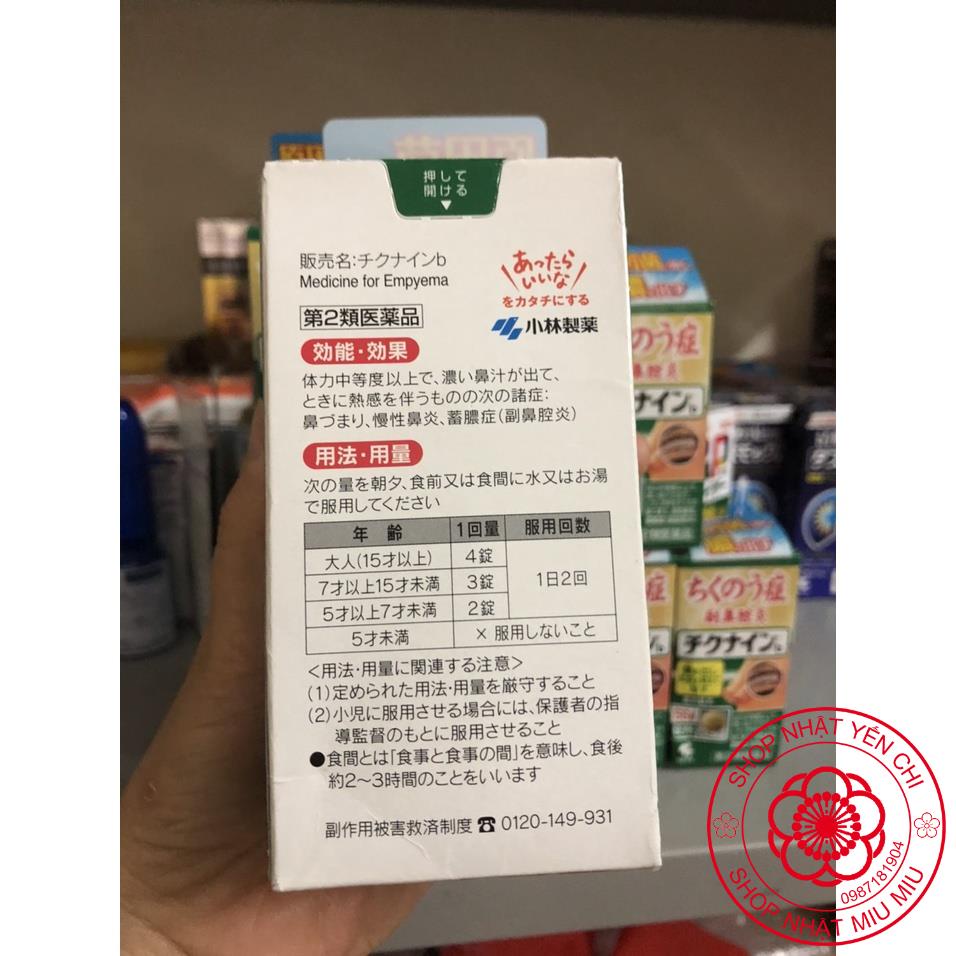 押して
開ける
販売名:チクナインb
Medicine for Empyema
あったら
いいな
をカタチにする
第2類医薬品
小林製薬
効能・効果
体力中等度以上で、濃い鼻汁が出て、
ときに熱感を伴うものの次の諸症:
鼻づまり、慢性鼻炎、蓄膿症(副鼻腔炎)
用法・用量
次の量を朝夕、食前又は食間に水又はお湯
で服用してください
年 齢 1回量 服用回数
大人(15才以上) 4錠
7才以上15才未満 3錠 1日2回
5才以上7才未満 2錠
5才未満 × 服用しないこと
<用法・用量に関連する注意>
(1)定められた用法・用量を厳守すること
(2)小児に服用させる場合には、保護者の指
導監督のもとに服用させること
●食間とは「食事と食事の間」を意味し、食後
約2〜3時間のことをいいます
副作用被害救済制度 ☎ 0120-149-931
のう症
ナイン
症
ちくのう症
副鼻腔炎
チクナインb
SHOP NHẬT YẾN CHI
0987181904
SHOP NHẬT MIU MIU